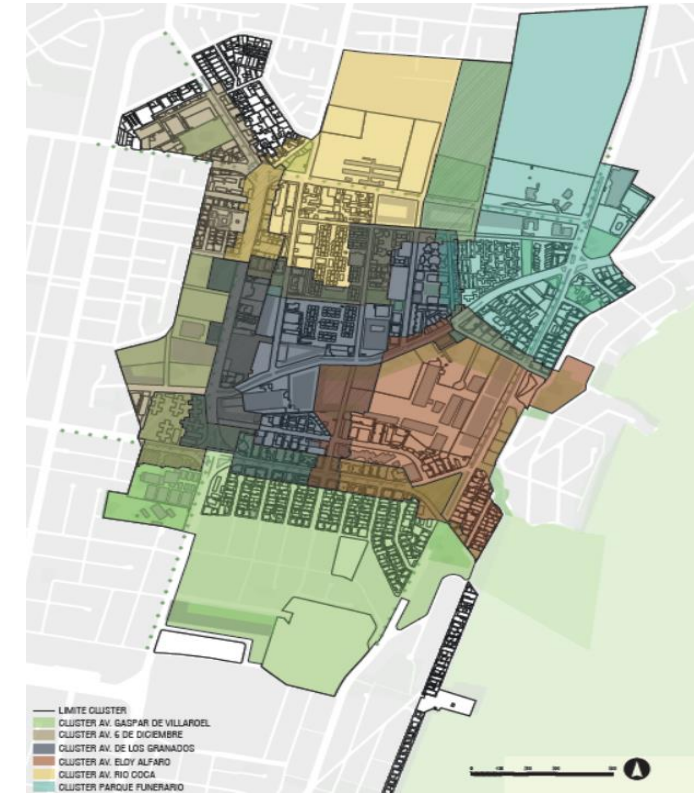 LIMITE CLUSTER
CLUSTER AV. GASPAR DE VILLAROEL
CLUSTER AV. 6 DE DICIEMBRE
CLUSTER AV. DE LOS GRANADOS
CLUSTER AV. ELOY ALFARO
CLUSTER AV. RIO COCA
CLUSTER PARQUE FUNERARIO